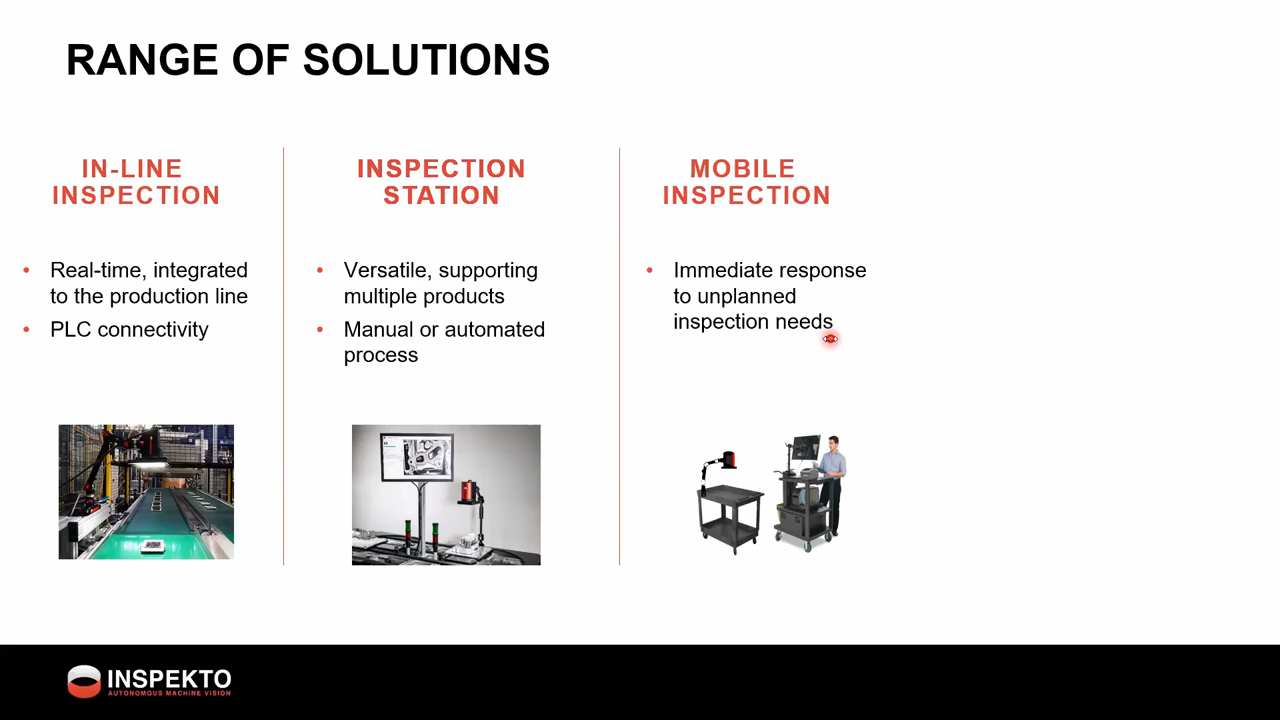 RANGE OF SOLUTIONS
IN-LINE
INSPECTION
• Real-time, integrated
to the production line
• PLC connectivity
INSPECTION
STATION
• Versatile, supporting
multiple products
• Manual or automated
process
MOBILE
INSPECTION
• Immediate response
to unplanned
inspection needs
INSPEKTO
AUTONOMOUS MACHINE VISION